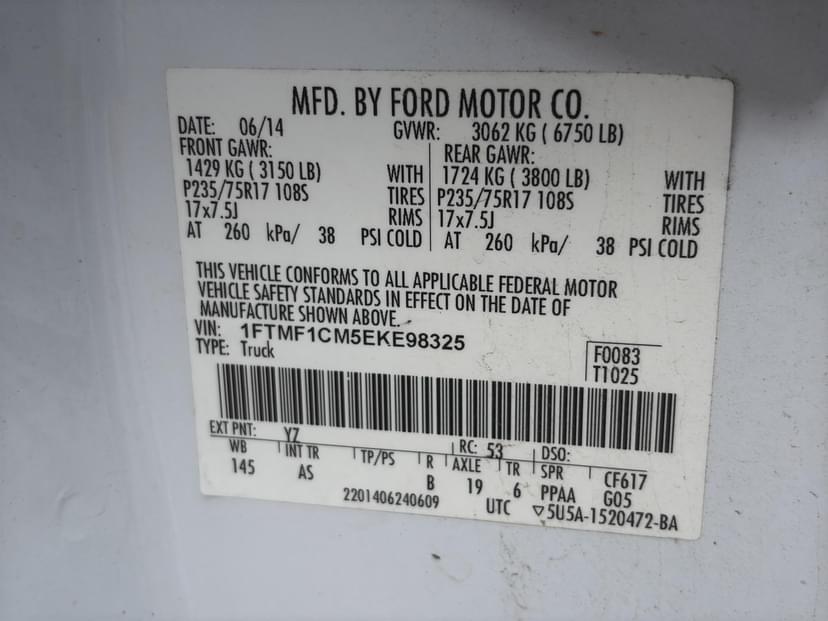 MFD. BY FORD MOTOR CO.
DATE: 06/14 GVWR: 3062 KG ( 6750 LB)
FRONT GAWR: REAR GAWR:
1429 KG ( 3150 LB) WITH 1724 KG ( 3800 LB) WITH
P235/75R17 108S TIRES P235/75R17 108S TIRES
17x7.5J RIMS 17x7.5J RIMS
AT 260 kPa/ 38 PSI COLD AT 260 kPa/ 38 PSI COLD
THIS VEHICLE CONFORMS TO ALL APPLICABLE FEDERAL MOTOR
VEHICLE SAFETY STANDARDS IN EFFECT ON THE DATE OF
MANUFACTURE SHOWN ABOVE.
VIN: 1FTMF1CM5EKE98325
TYPE: Truck F0083
T1025
EXT PNT: YZ RC: 53 DSO:
WB INT TR TP/PS R AXLE TR SPR CF617
145 AS B 19 6 PPAA G05
2201406240609 UTC ▽5U5A-1520472-BA